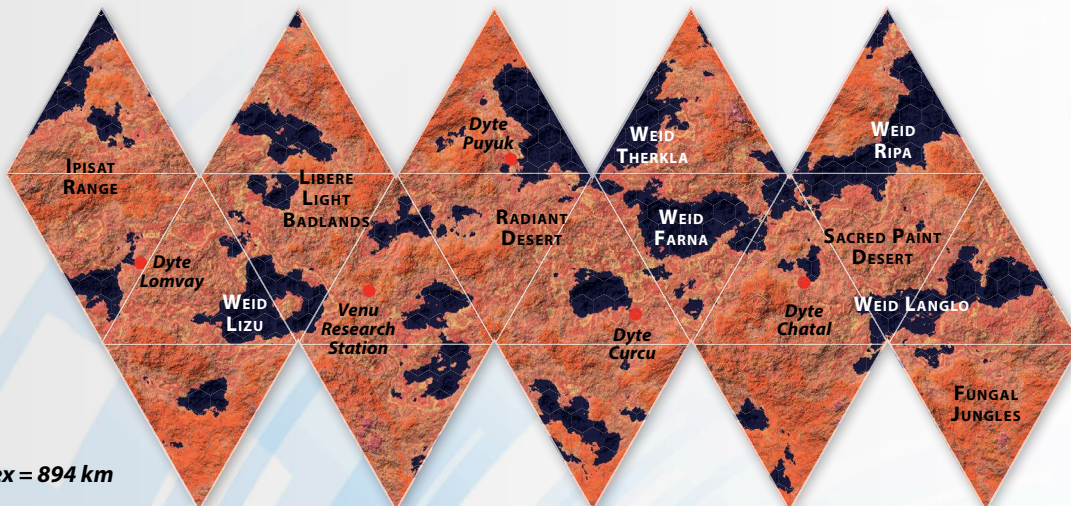 Dyte
Puyuk
WEID
THERKLA
WEID
RIPA
IPISAT
RANGE
LIBERE
LIGHT
BADLANDS
RADIANT
DESERT
WEID
FARNA
SACRED PAINT
DESERT
Dyte
Lomvay
WEID
LIZU
Venu
Research
Station
Dyte
Curcu
Dyte
Chatal
WEID LANGLO
FUNGAL
JUNGLES
ex = 894 km